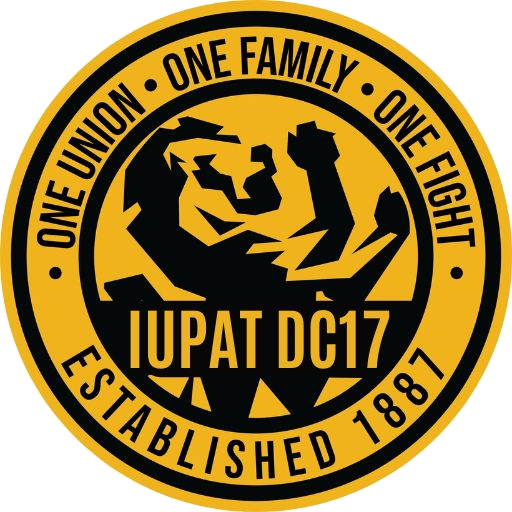 • ONE UNION • ONE FAMILY • ONE FIGHT •
IUPAT DC17
ESTABLISHED 1887